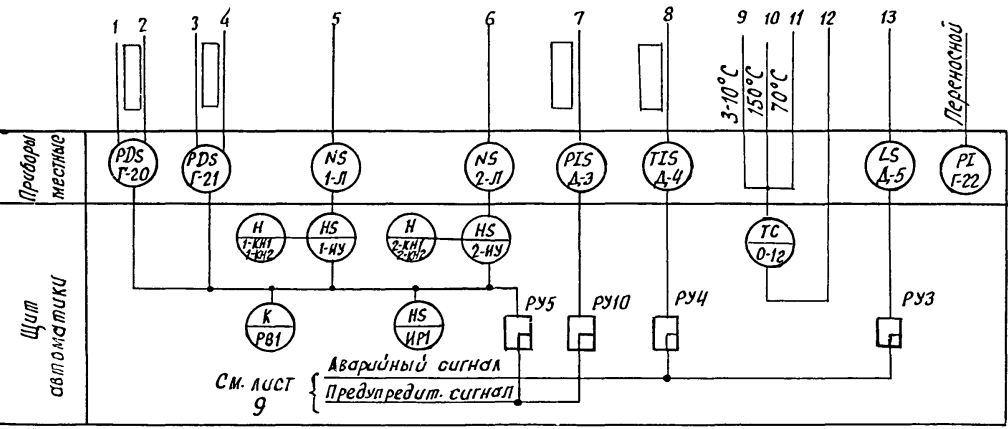 1 2 3 4 5 6 7 8 9 10 11 12 13
3-10°С
150°С
70°С
Переносной
Приборы
местные
PDS
Г-20
PDS
Г-21
NS
1-Л
NS
2-Л
PIS
Д-3
TIS
Д-4
LS
Д-5
PI
Г-22
Щит
автоматики
H
1-КН1
1-КН2
HS
1-ИУ
H
2-КН1
2-КН2
HS
2-ИУ
TC
0-1г
K
РВ1
HS
ИР1
РУ5
РУ10
РУ4
РУ3
См. лист
9
Аварийный сигнал
Предупредит. сигнал